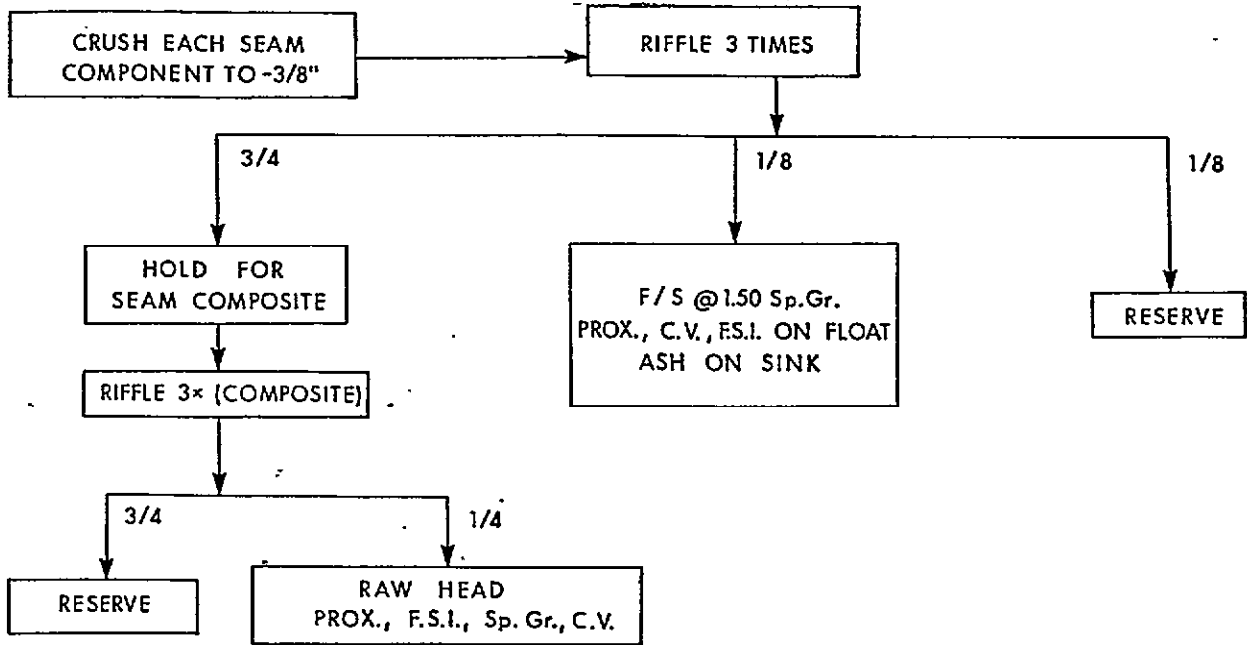 CRUSH EACH SEAM
COMPONENT TO -3/8"
RIFFLE 3 TIMES
3/4
1/8
1/8
HOLD FOR
SEAM COMPOSITE
F/S @ 1.50 Sp.Gr.
PROX., C.V., F.S.I. ON FLOAT
ASH ON SINK
RESERVE
RIFFLE 3x (COMPOSITE)
3/4
1/4
RESERVE
RAW HEAD
PROX., F.S.I., Sp. Gr., C.V.